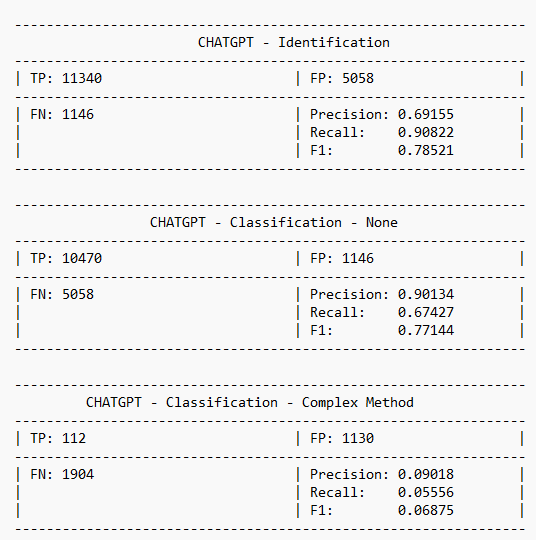 CHATGPT - Identification
| TP: 11340 | FP: 5058 |
| FN: 1146 | Precision: 0.69155 |
| | Recall: 0.90822 |
| | F1: 0.78521 |
CHATGPT - Classification - None
| TP: 10470 | FP: 1146 |
| FN: 5058 | Precision: 0.90134 |
| | Recall: 0.67427 |
| | F1: 0.77144 |
CHATGPT - Classification - Complex Method
| TP: 112 | FP: 1130 |
| FN: 1904 | Precision: 0.09018 |
| | Recall: 0.05556 |
| | F1: 0.06875 |